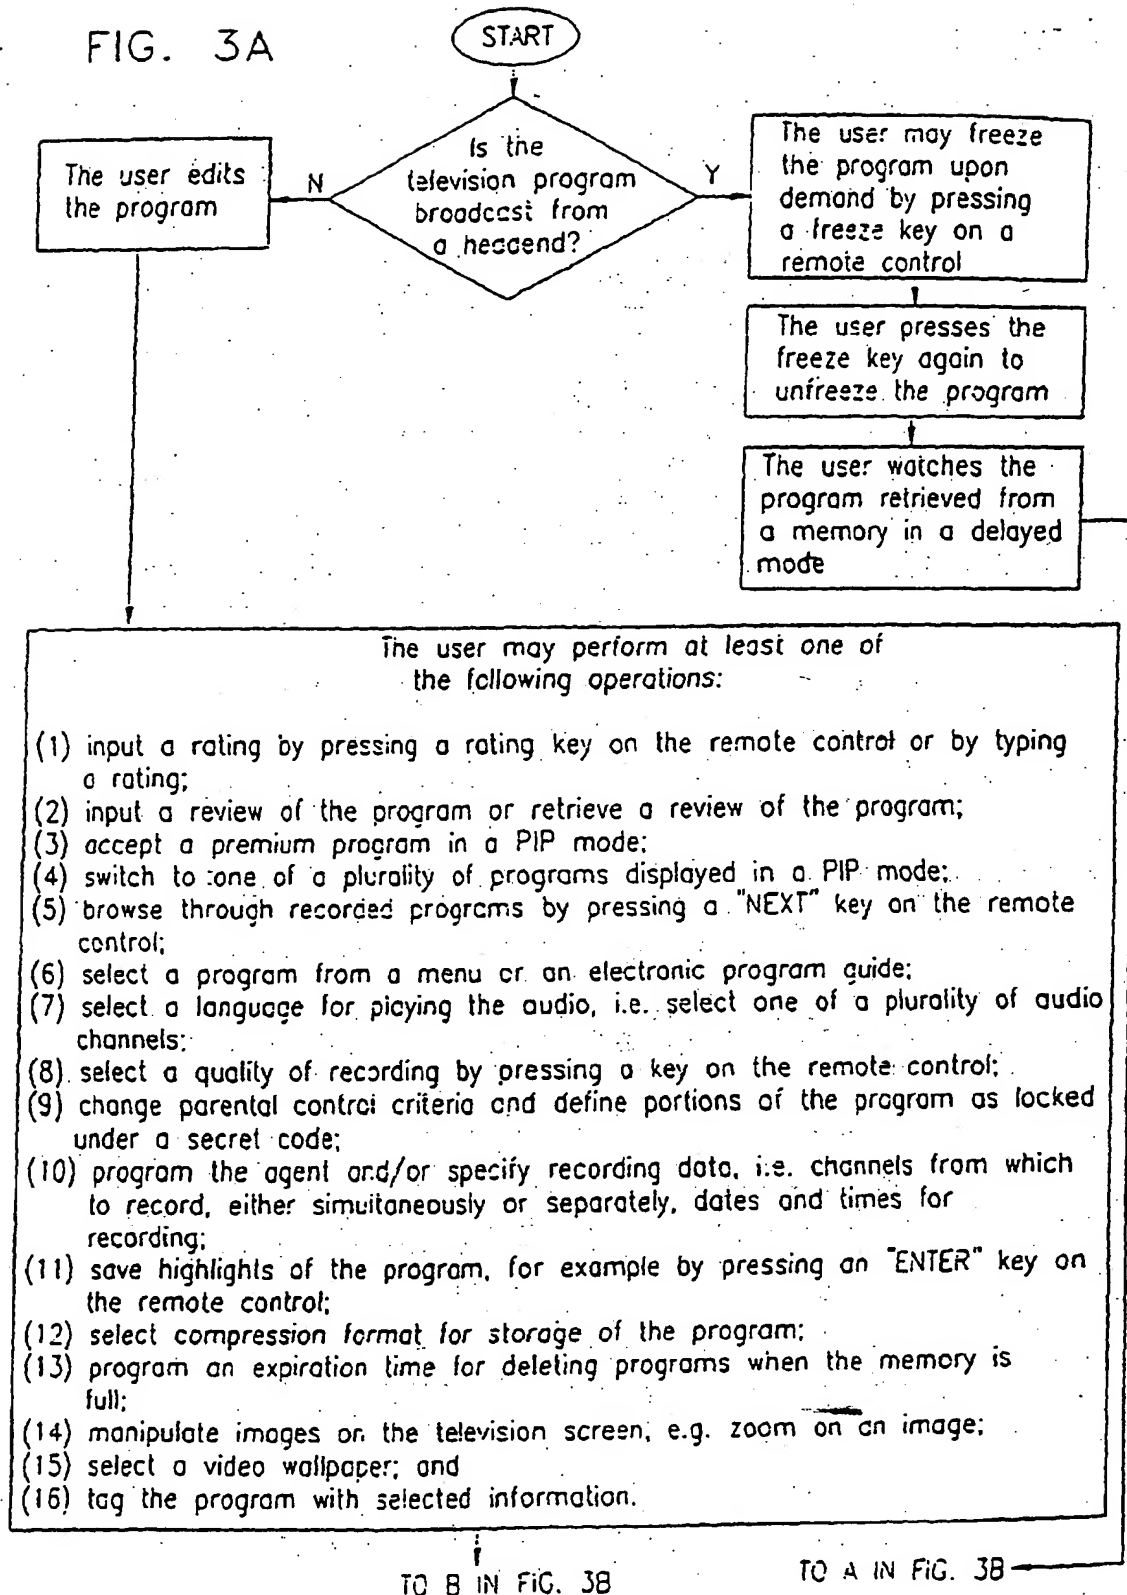 FIG. 3A
START
Is the
television program
broadcast from
a headend?
N
Y
The user edits
the program
The user may freeze
the program upon
demand by pressing
a freeze key on a
remote control
The user presses the
freeze key again to
unfreeze the program
The user watches the
program retrieved from
a memory in a delayed
mode
The user may perform at least one of
the following operations:
(1) input a rating by pressing a rating key on the remote control or by typing
a rating;
(2) input a review of the program or retrieve a review of the program;
(3) accept a premium program in a PIP mode;
(4) switch to one of a plurality of programs displayed in a PIP mode;
(5) browse through recorded programs by pressing a "NEXT" key on the remote
control;
(6) select a program from a menu or an electronic program guide;
(7) select a language for playing the audio, i.e. select one of a plurality of audio
channels;
(8) select a quality of recording by pressing a key on the remote control;
(9) change parental control criteria and define portions of the program as locked
under a secret code;
(10) program the agent and/or specify recording data, i.e. channels from which
to record, either simultaneously or separately, dates and times for
recording;
(11) save highlights of the program, for example by pressing an "ENTER" key on
the remote control;
(12) select compression format for storage of the program;
(13) program an expiration time for deleting programs when the memory is
full;
(14) manipulate images on the television screen, e.g. zoom on an image;
(15) select a video wallpaper; and
(16) tag the program with selected information.
TO B IN FIG. 3B
TO A IN FIG. 3B